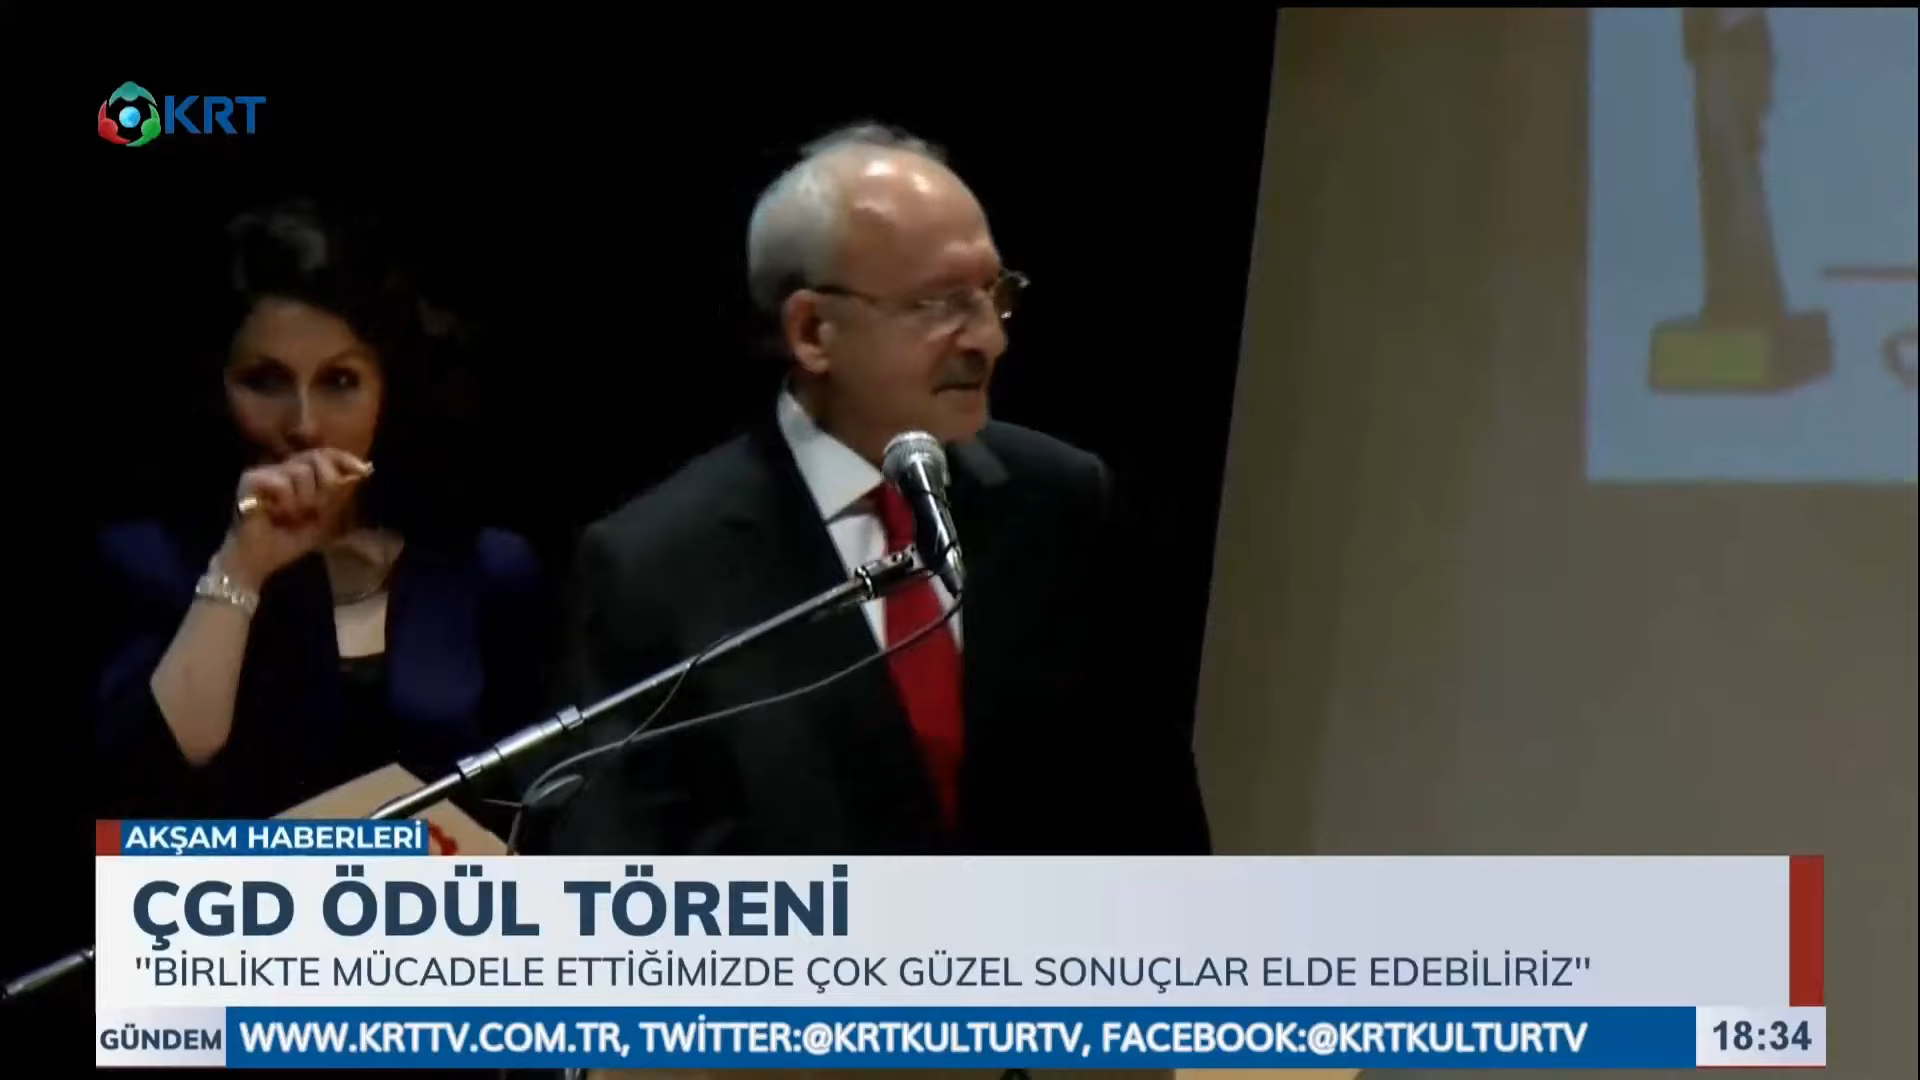 KRT
AKŞAM HABERLERİ
ÇGD ÖDÜL TÖRENİ
"BİRLİKTE MÜCADELE ETTİĞİMİZDE ÇOK GÜZEL SONUÇLAR ELDE EDEBİLİRİZ"
GÜNDEM WWW.KRTTV.COM.TR, TWİTTER:@KRTKULTURTV, FACEBOOK:@KRTKULTURTV 18:34